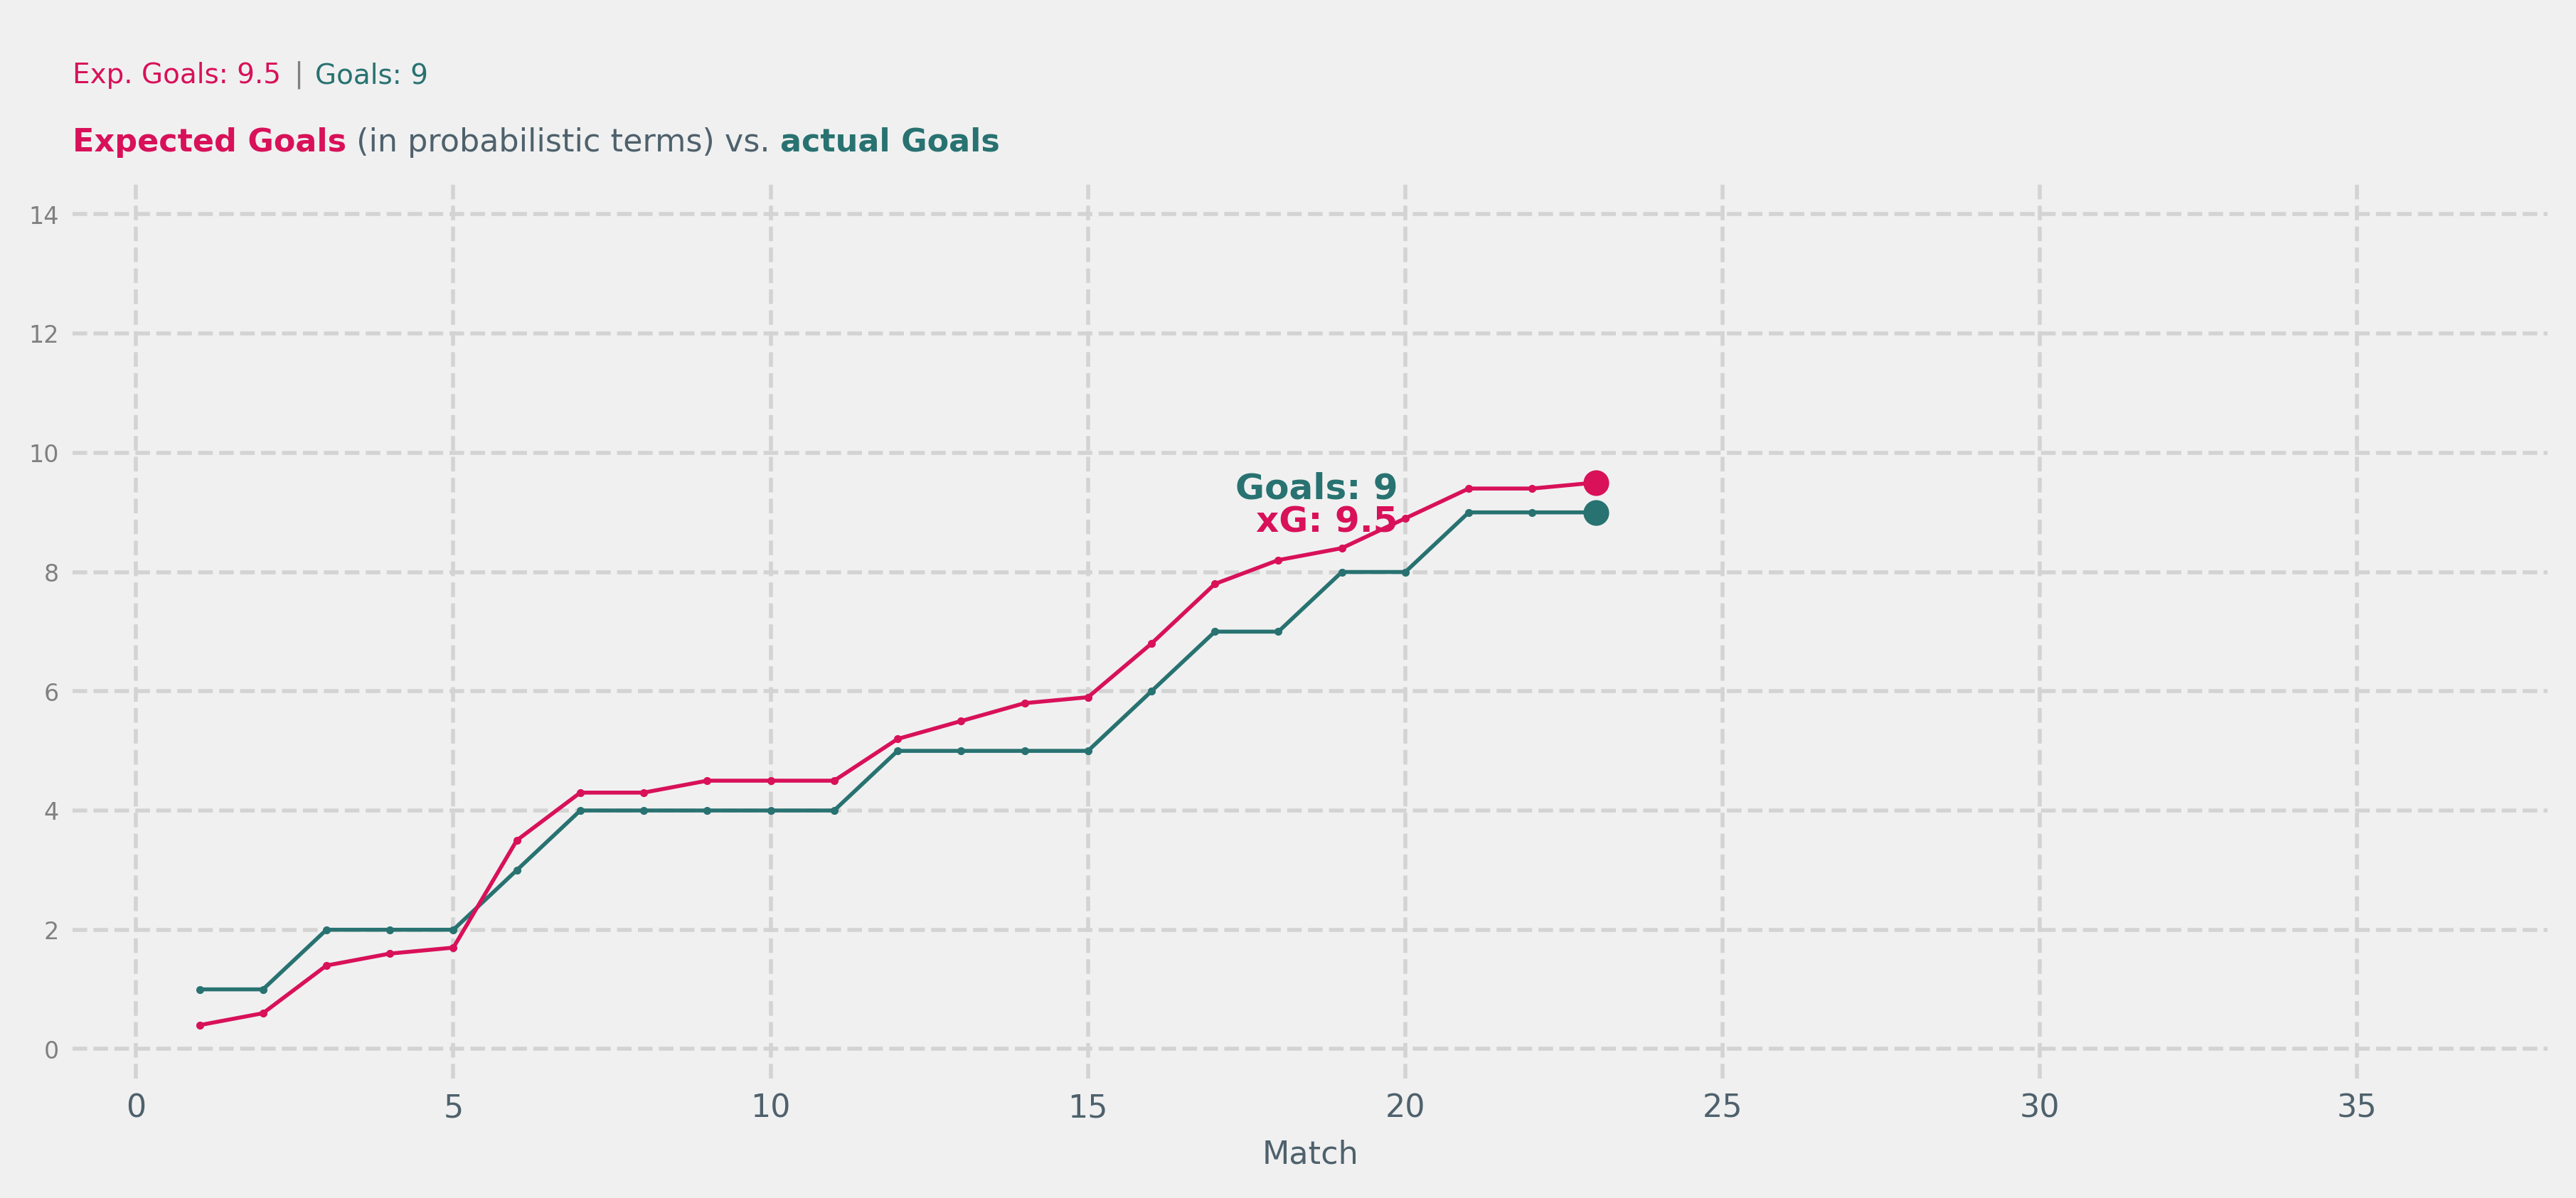 Exp. Goals: 9.5 | Goals: 9
Expected Goals (in probabilistic terms) vs. actual Goals
14
12
10
Goals: 9
xG: 9.5
8
6
4
2
0
0 5 10 15 20 25 30 35
Match